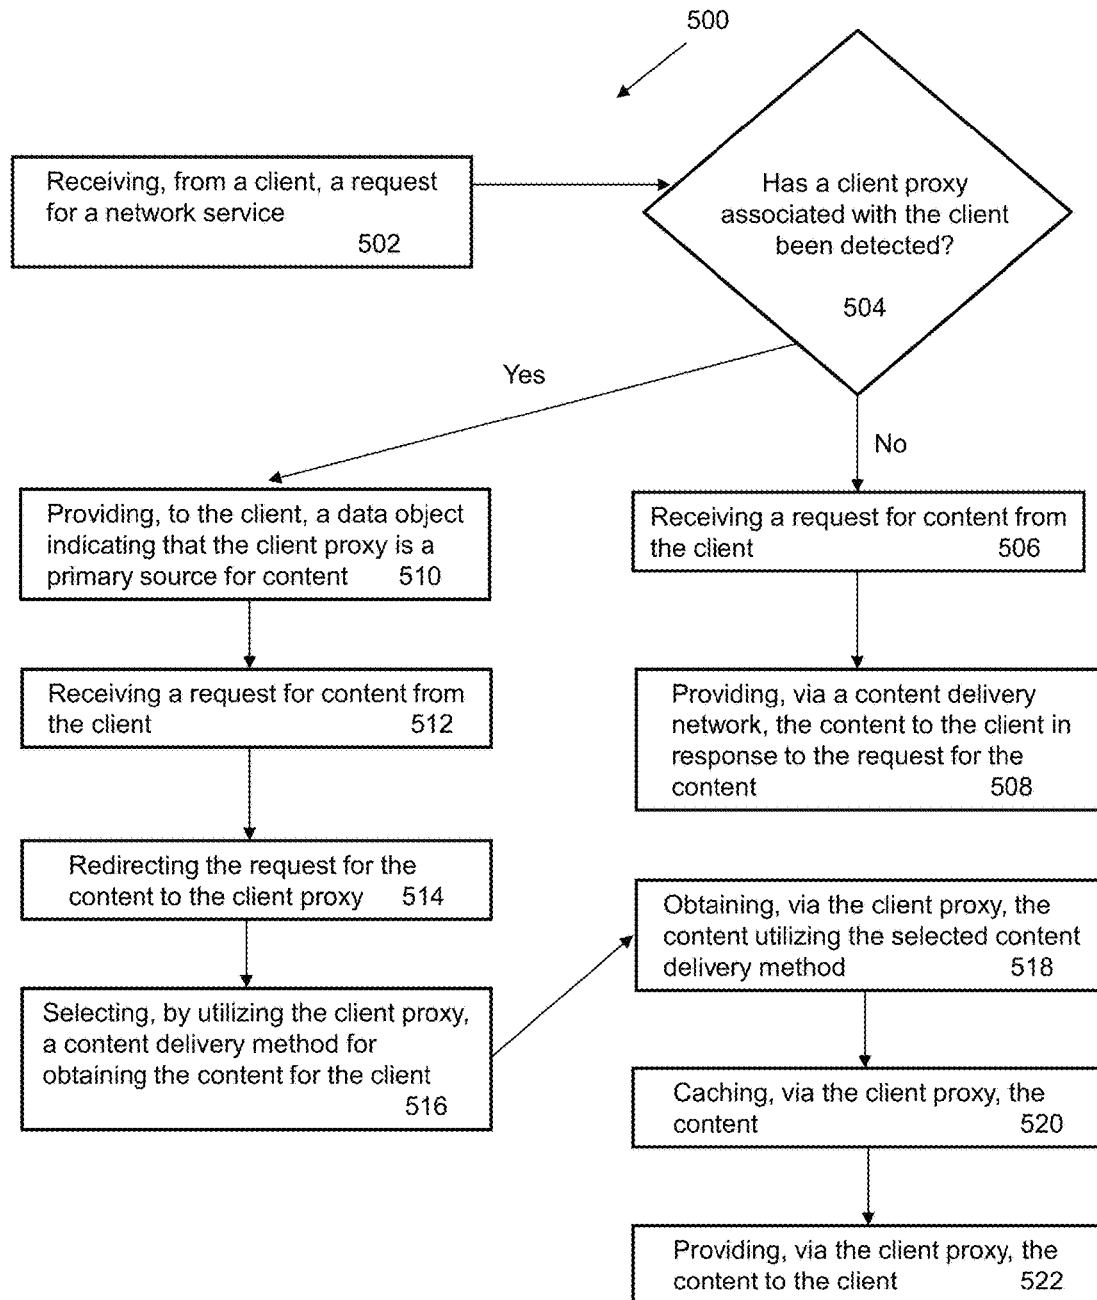 500
Receiving, from a client, a request
for a network service
502
Has a client proxy
associated with the client
been detected?
504
Yes
No
Providing, to the client, a data object
indicating that the client proxy is a
primary source for content 510
Receiving a request for content from
the client 506
Receiving a request for content from
the client 512
Providing, via a content delivery
network, the content to the client in
response to the request for the
content 508
Redirecting the request for the
content to the client proxy 514
Selecting, by utilizing the client proxy,
a content delivery method for
obtaining the content for the client
516
Obtaining, via the client proxy, the
content utilizing the selected content
delivery method 518
Caching, via the client proxy, the
content 520
Providing, via the client proxy, the
content to the client 522